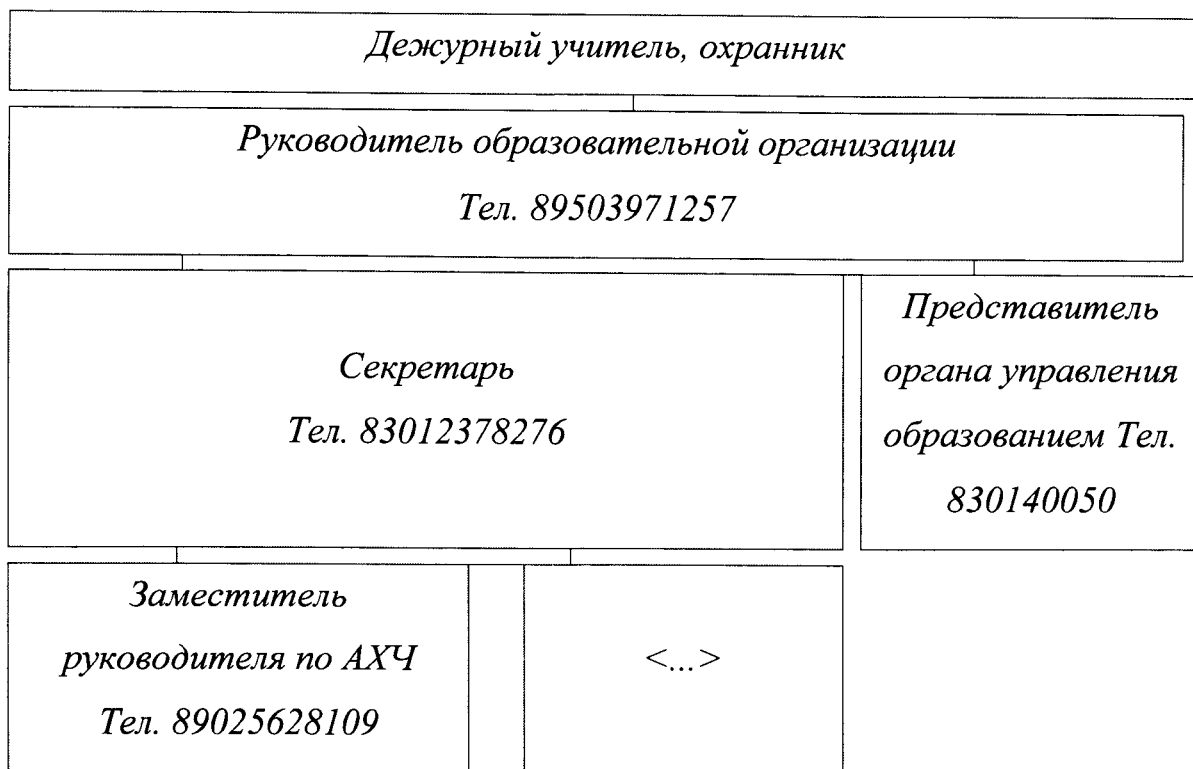 Дежурный учитель, охранник
Руководитель образовательной организации
Тел. 89503971257
Секретарь
Тел. 83012378276
Представитель
органа управления
образованием Тел.
830140050
Заместитель
руководителя по АХЧ
Тел. 89025628109
<...>